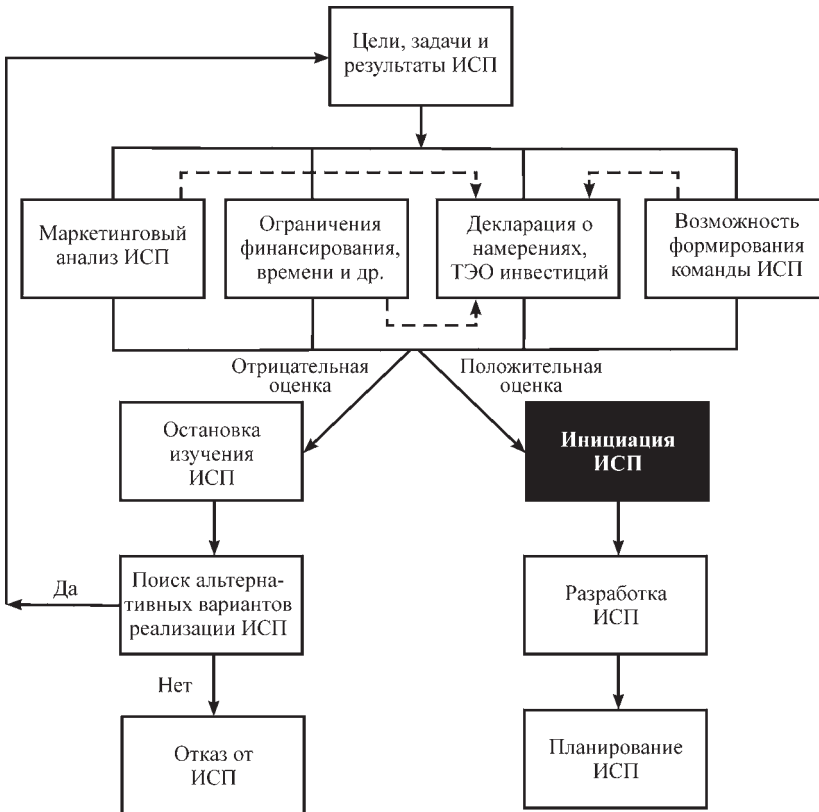 Цели, задачи и
результаты ИСП
Маркетинговый
анализ ИСП
Ограничения
финансирования,
времени и др.
Декларация о
намерениях,
ТЭО инвестиций
Возможность
формирования
команды ИСП
Отрицательная
оценка
Положительная
оценка
Остановка
изучения
ИСП
Инициация
ИСП
Да
Поиск альтерна-
тивных вариантов
реализации ИСП
Разработка
ИСП
Нет
Отказ от
ИСП
Планирование
ИСП